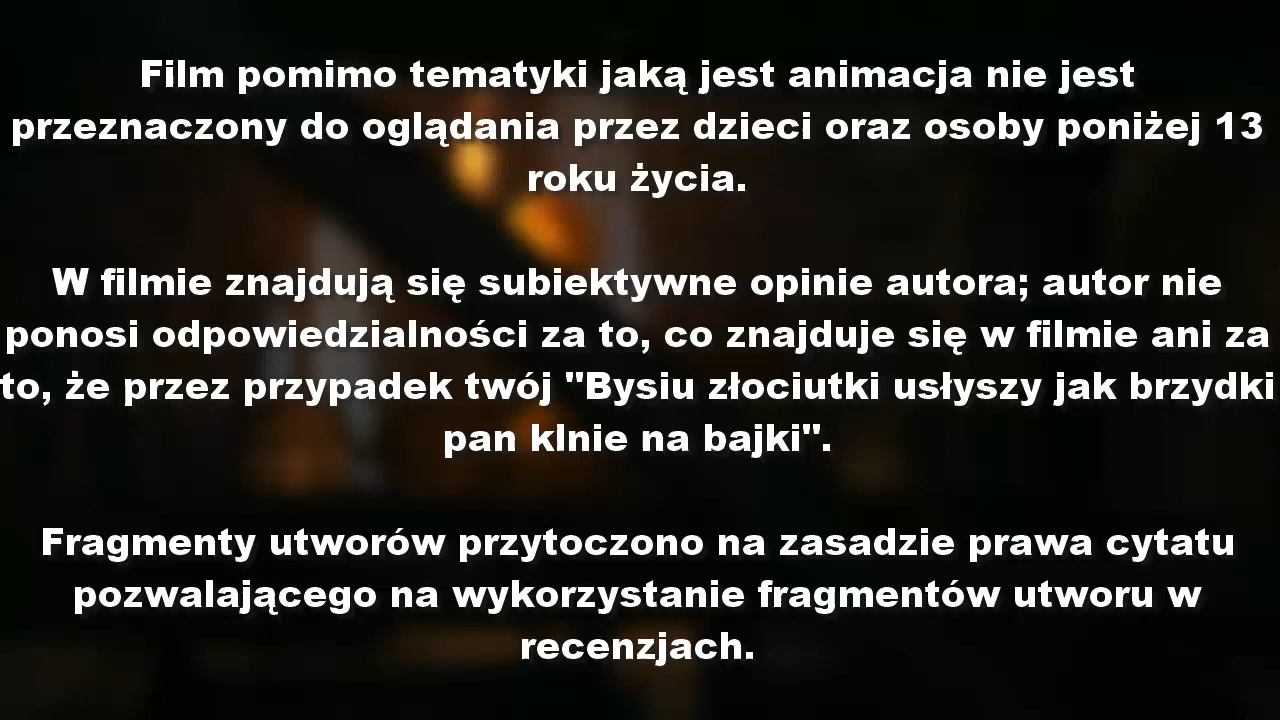 Film pomimo tematyki jaką jest animacja nie jest
przeznaczony do oglądania przez dzieci oraz osoby poniżej 13
roku życia.
W filmie znajdują się subiektywne opinie autora; autor nie
ponosi odpowiedzialności za to, co znajduje się w filmie ani za
to, że przez przypadek twój "Bysiu złociutki usłyszy jak brzydki
pan klnie na bajki".
Fragmenty utworów przytoczono na zasadzie prawa cytatu
pozwalającego na wykorzystanie fragmentów utworu w
recenzjach.